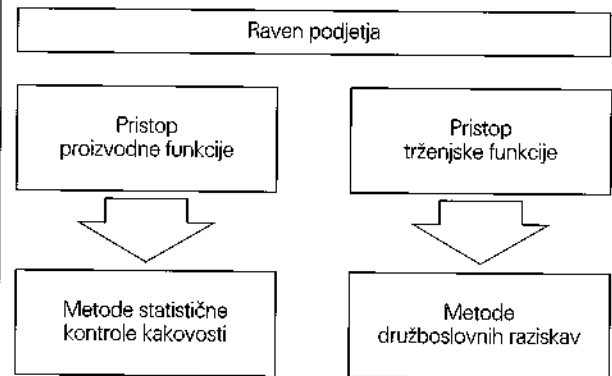 Raven podjetja
Pristop
proizvodne funkcije
Pristop
trženjske funkcije
Metode statistične
kontrole kakovosti
Metode
družboslovnih raziskav